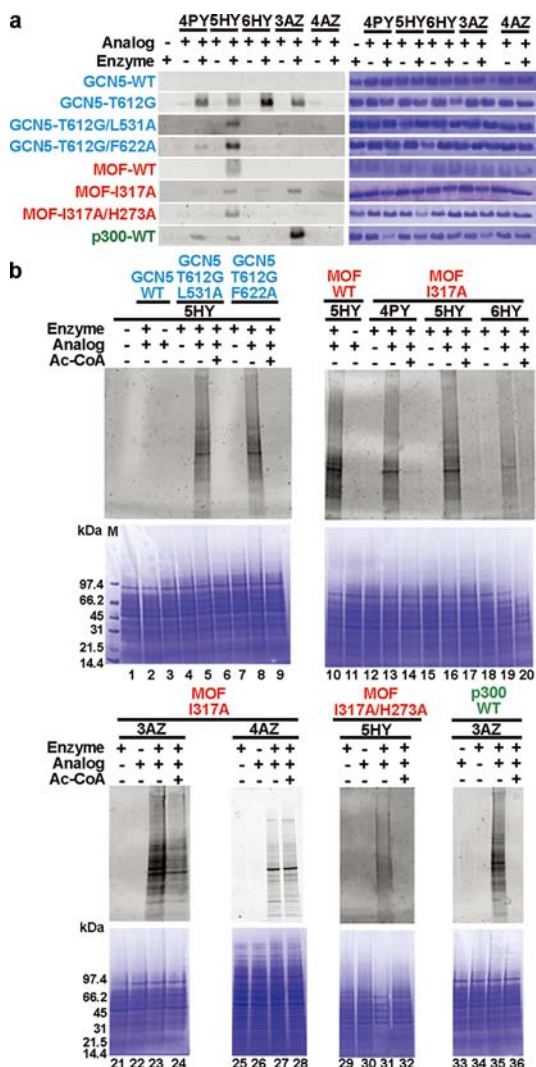 a
4PY 5HY 6HY 3AZ 4AZ 4PY 5HY 6HY 3AZ 4AZ
Analog
Enzyme
GCN5-WT
GCN5-T612G
GCN5-T612G/L531A
GCN5-T612G/F622A
MOF-WT
MOF-I317A
MOF-I317A/H273A
p300-WT
b
GCN5 WT
GCN5 T612G L531A
GCN5 T612G F622A
5HY
Enzyme
Analog
Ac-CoA
kDa M
97.4
66.2
45
31
21.5
14.4
1 2 3 4 5 6 7 8 9
MOF WT
MOF I317A
5HY 4PY 5HY 6HY
10 11 12 13 14 15 16 17 18 19 20
MOF I317A
MOF I317A/H273A
p300 WT
3AZ 4AZ 5HY 3AZ
Enzyme
Analog
Ac-CoA
kDa
97.4
66.2
45
31
21.5
14.4
21 22 23 24 25 26 27 28 29 30 31 32 33 34 35 36